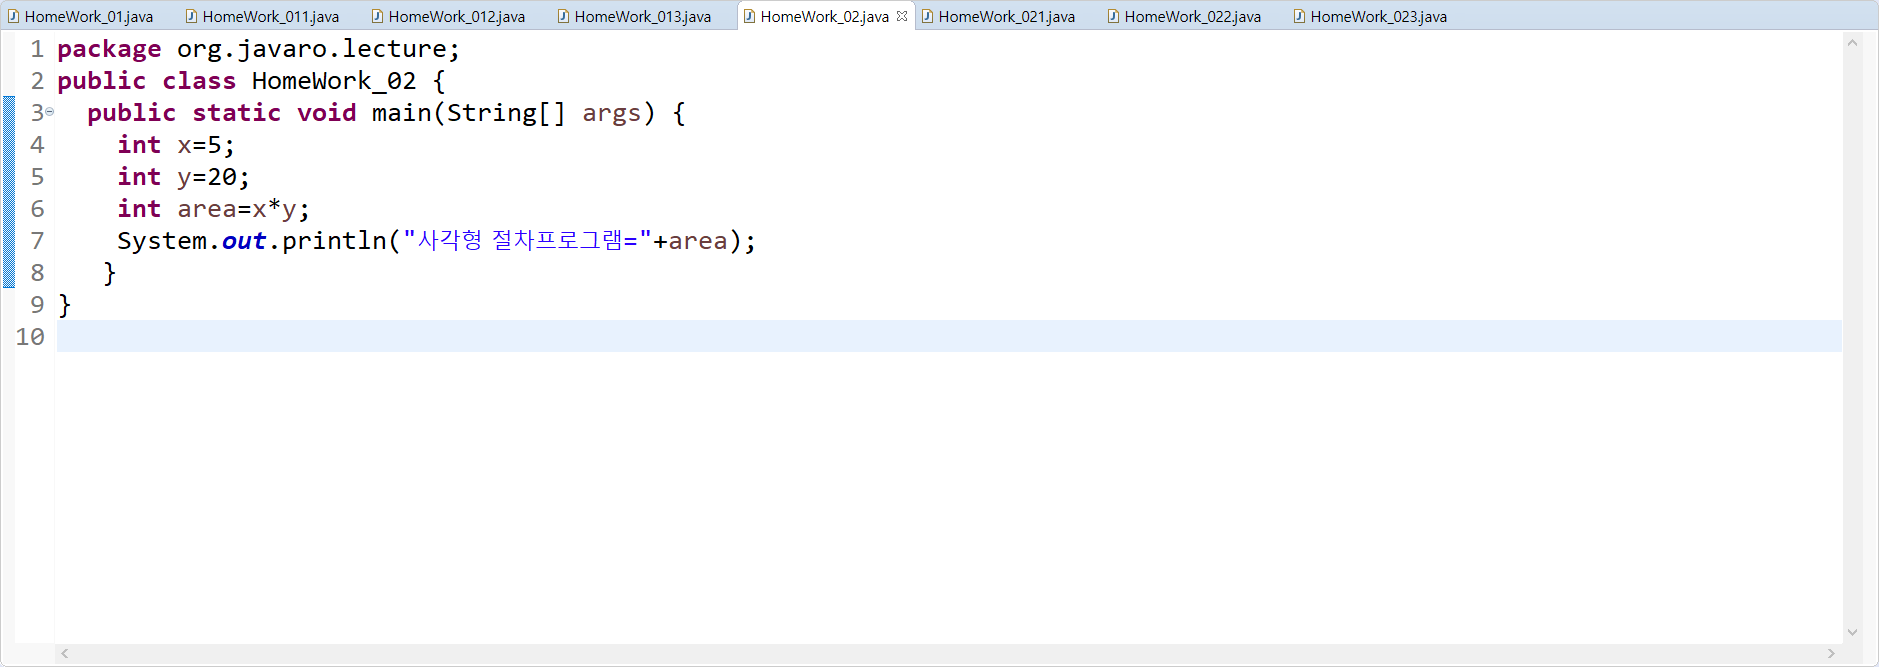 HomeWork_01.java HomeWork_011.java HomeWork_012.java HomeWork_013.java HomeWork_02.java HomeWork_021.java HomeWork_022.java HomeWork_023.java
1 package org.javaro.lecture;
2 public class HomeWork_02 {
3 public static void main(String[] args) {
4 int x=5;
5 int y=20;
6 int area=x*y;
7 System.out.println("사각형 절차프로그램="+area);
8 }
9 }
10